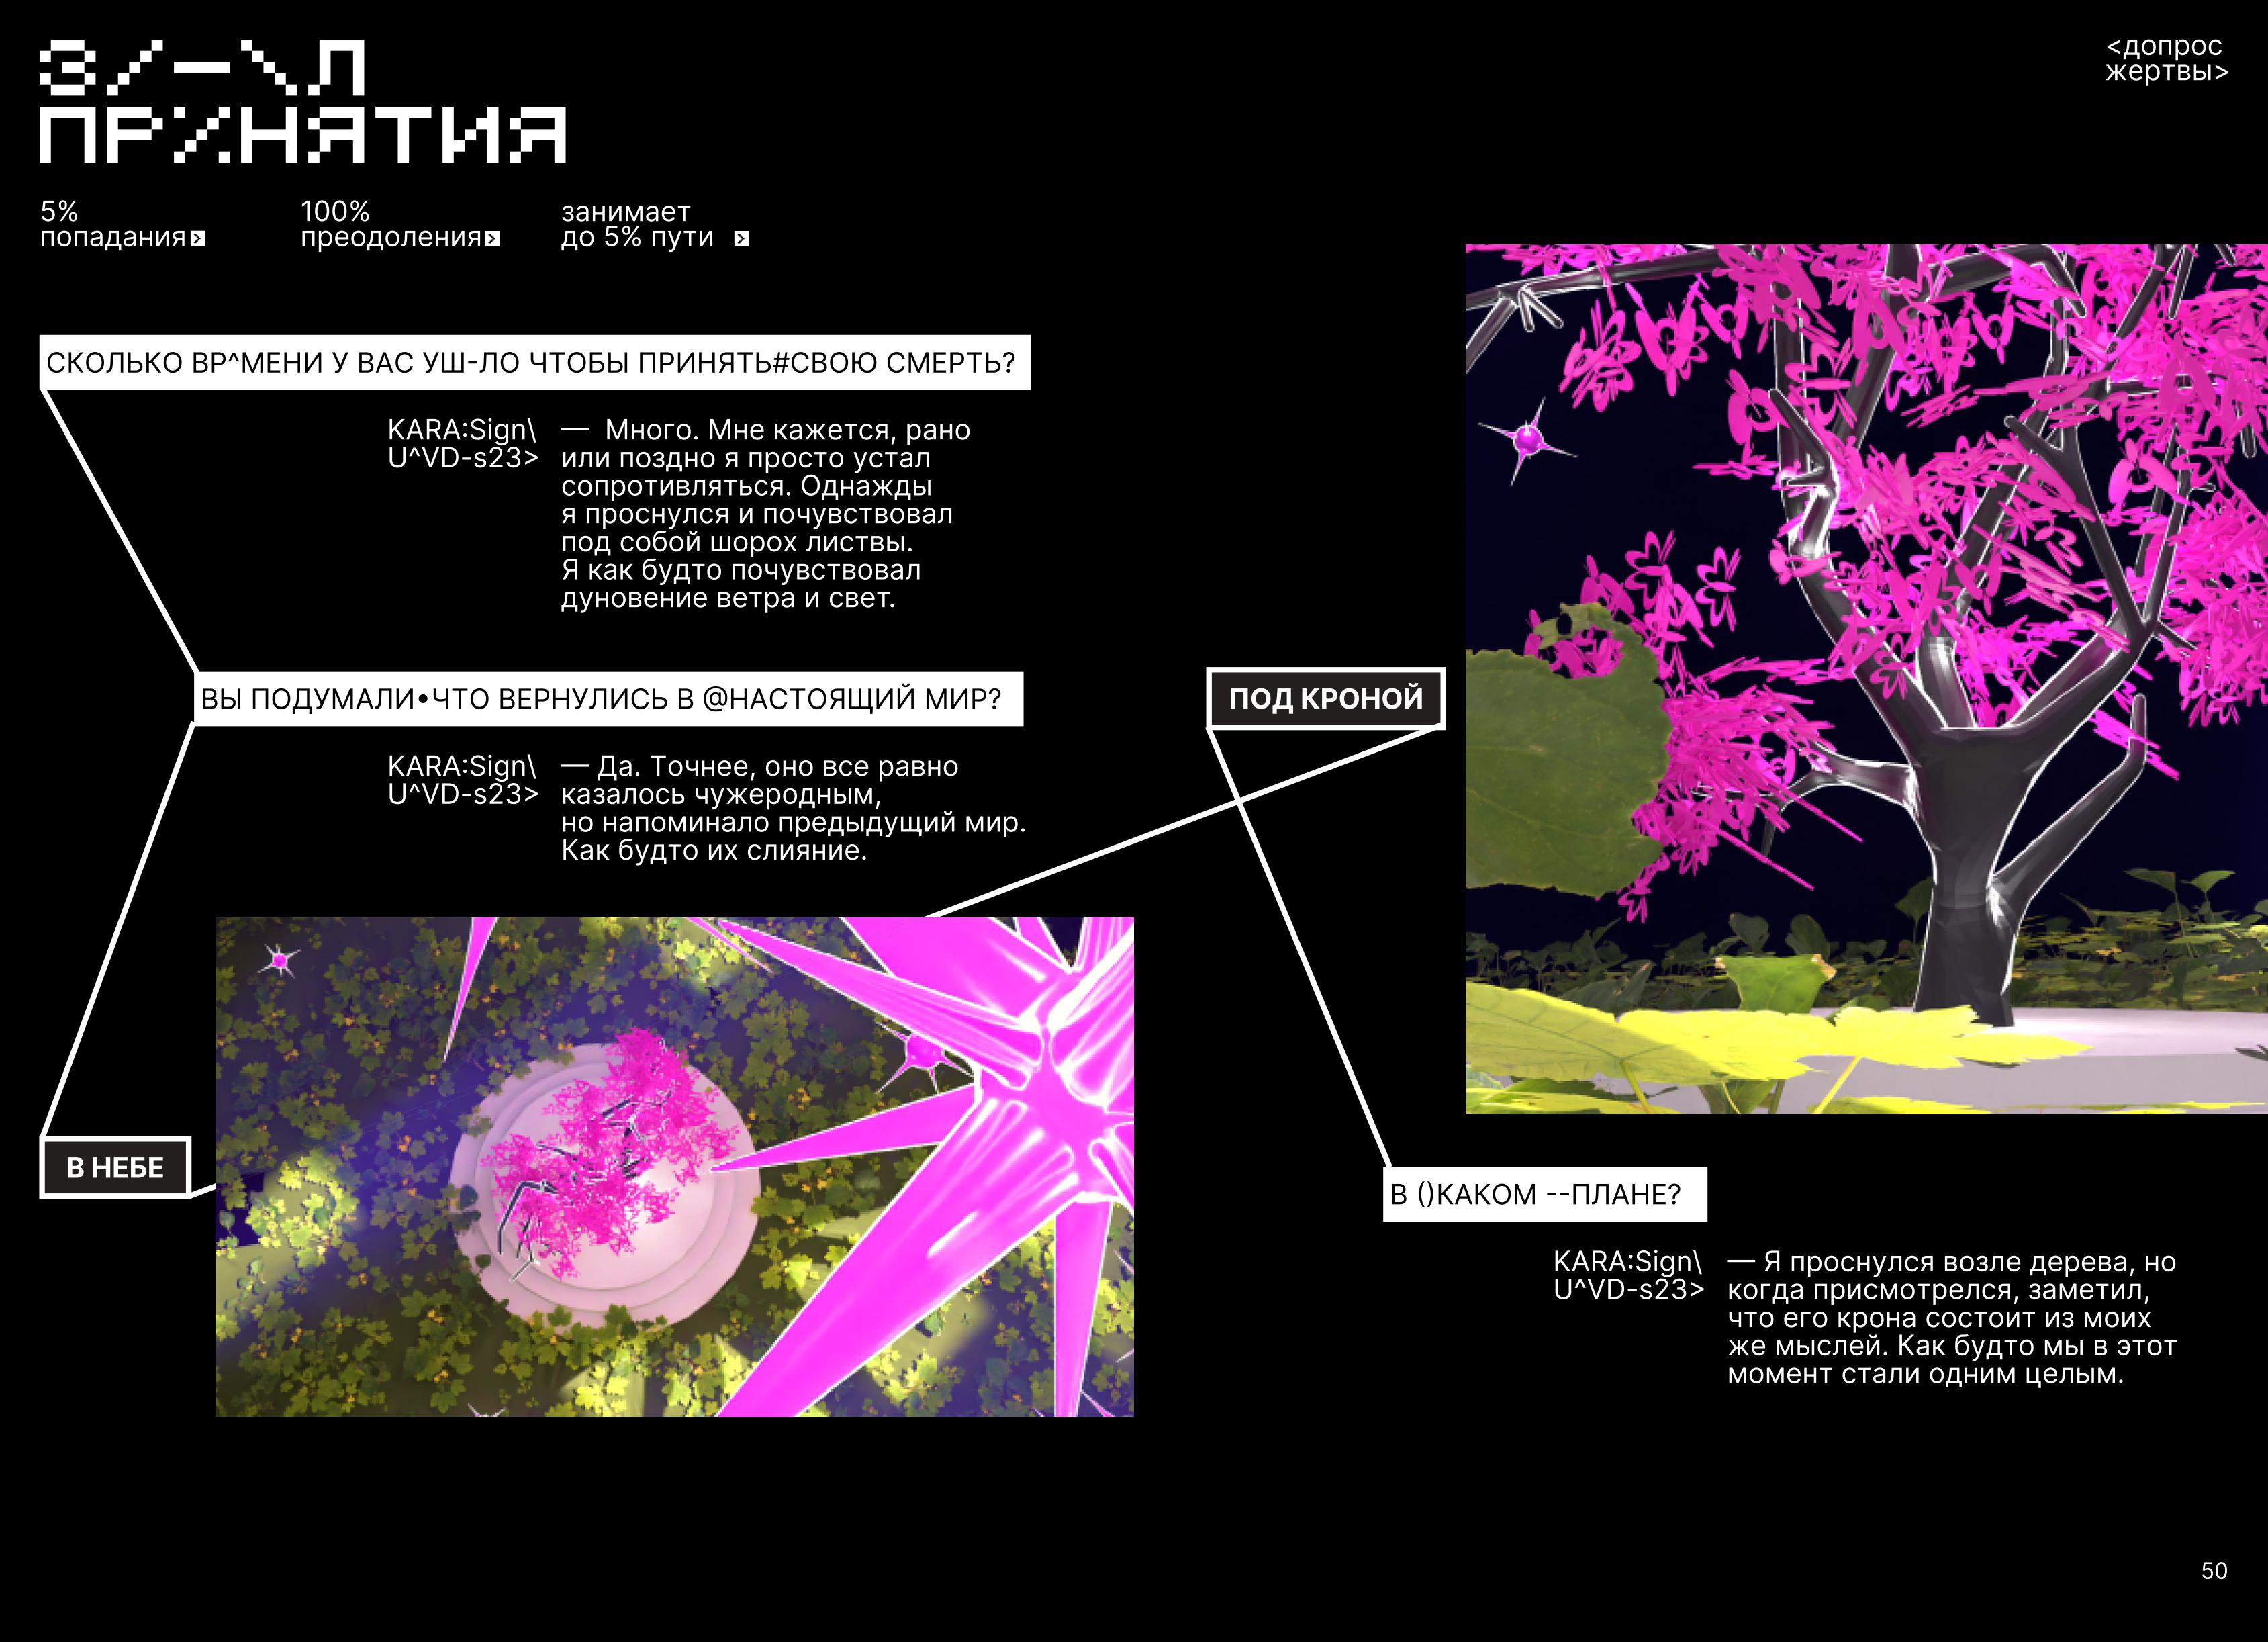 З/—\Л
ПР⁒НЯТИЯ
<допрос
жертвы>
5%
попадания
100%
преодоления
занимает
до 5% пути
СКОЛЬКО ВР^МЕНИ У ВАС УШ-ЛО ЧТОБЫ ПРИНЯТЬ#СВОЮ СМЕРТЬ?
KARA:Sign\
U^VD-s23>
— Много. Мне кажется, рано
или поздно я просто устал
сопротивляться. Однажды
я проснулся и почувствовал
под собой шорох листвы.
Я как будто почувствовал
дуновение ветра и свет.
ВЫ ПОДУМАЛИ•ЧТО ВЕРНУЛИСЬ В @НАСТОЯЩИЙ МИР?
KARA:Sign\
U^VD-s23>
— Да. Точнее, оно все равно
казалось чужеродным,
но напоминало предыдущий мир.
Как будто их слияние.
В НЕБЕ
ПОД КРОНОЙ
В ()КАКОМ --ПЛАНЕ?
KARA:Sign\
U^VD-s23>
— Я проснулся возле дерева, но
когда присмотрелся, заметил,
что его крона состоит из моих
же мыслей. Как будто мы в этот
момент стали одним целым.
50